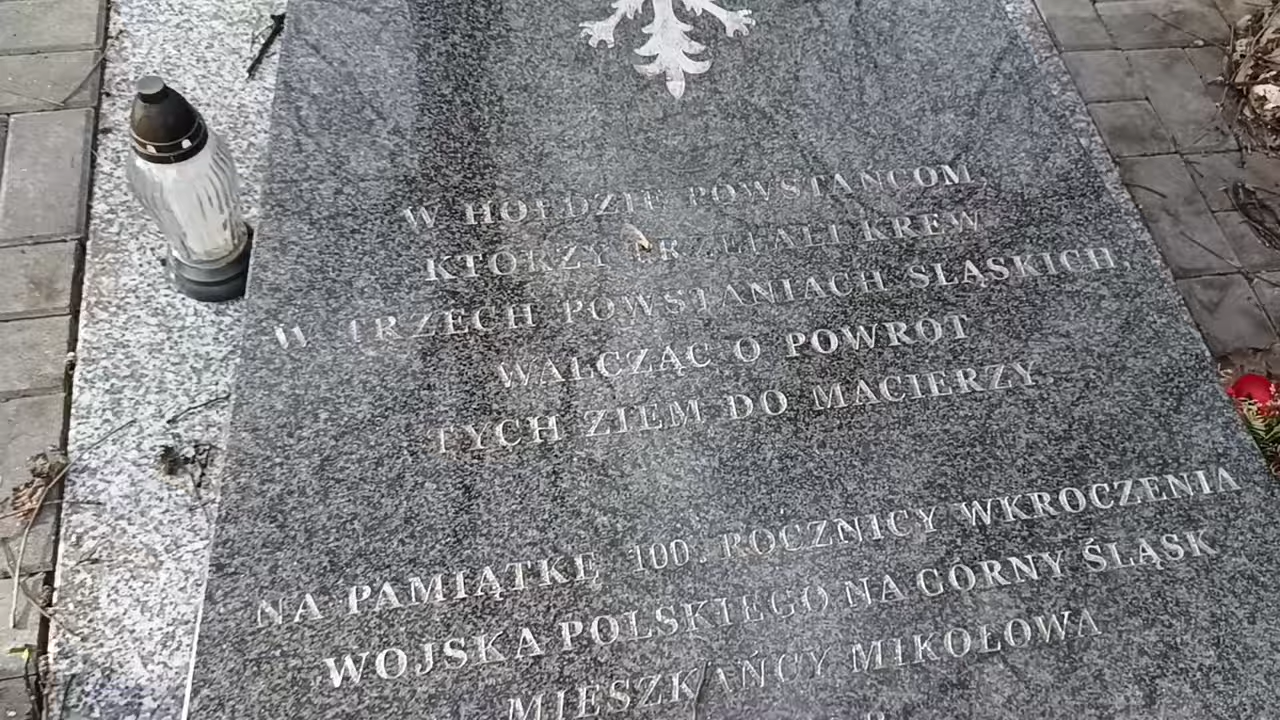 W HOŁDZIE POWSTAŃCOM,
KTÓRZY PRZELALI KREW
W TRZECH POWSTANIACH ŚLĄSKICH,
WALCZĄC O POWRÓT
TYCH ZIEM DO MACIERZY.
NA PAMIĄTKĘ 100. ROCZNICY WKROCZENIA
WOJSKA POLSKIEGO NA GÓRNY ŚLĄSK
MIESZKAŃCY MIKOŁOWA